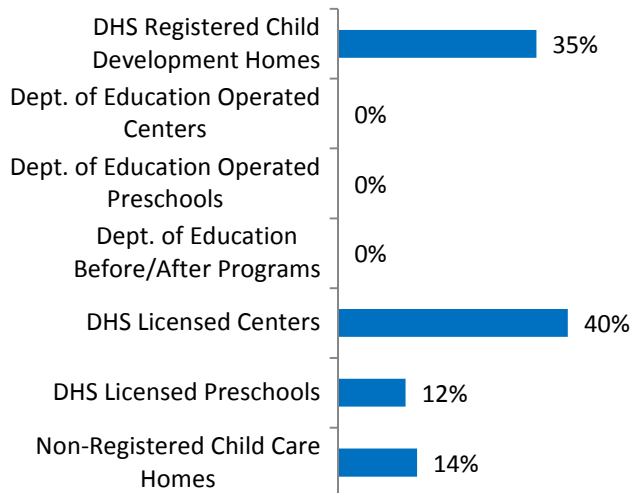 DHS Registered Child
Development Homes
35%
Dept. of Education Operated
Centers
0%
Dept. of Education Operated
Preschools
0%
Dept. of Education
Before/After Programs
0%
DHS Licensed Centers
40%
DHS Licensed Preschools
12%
Non-Registered Child Care
Homes
14%